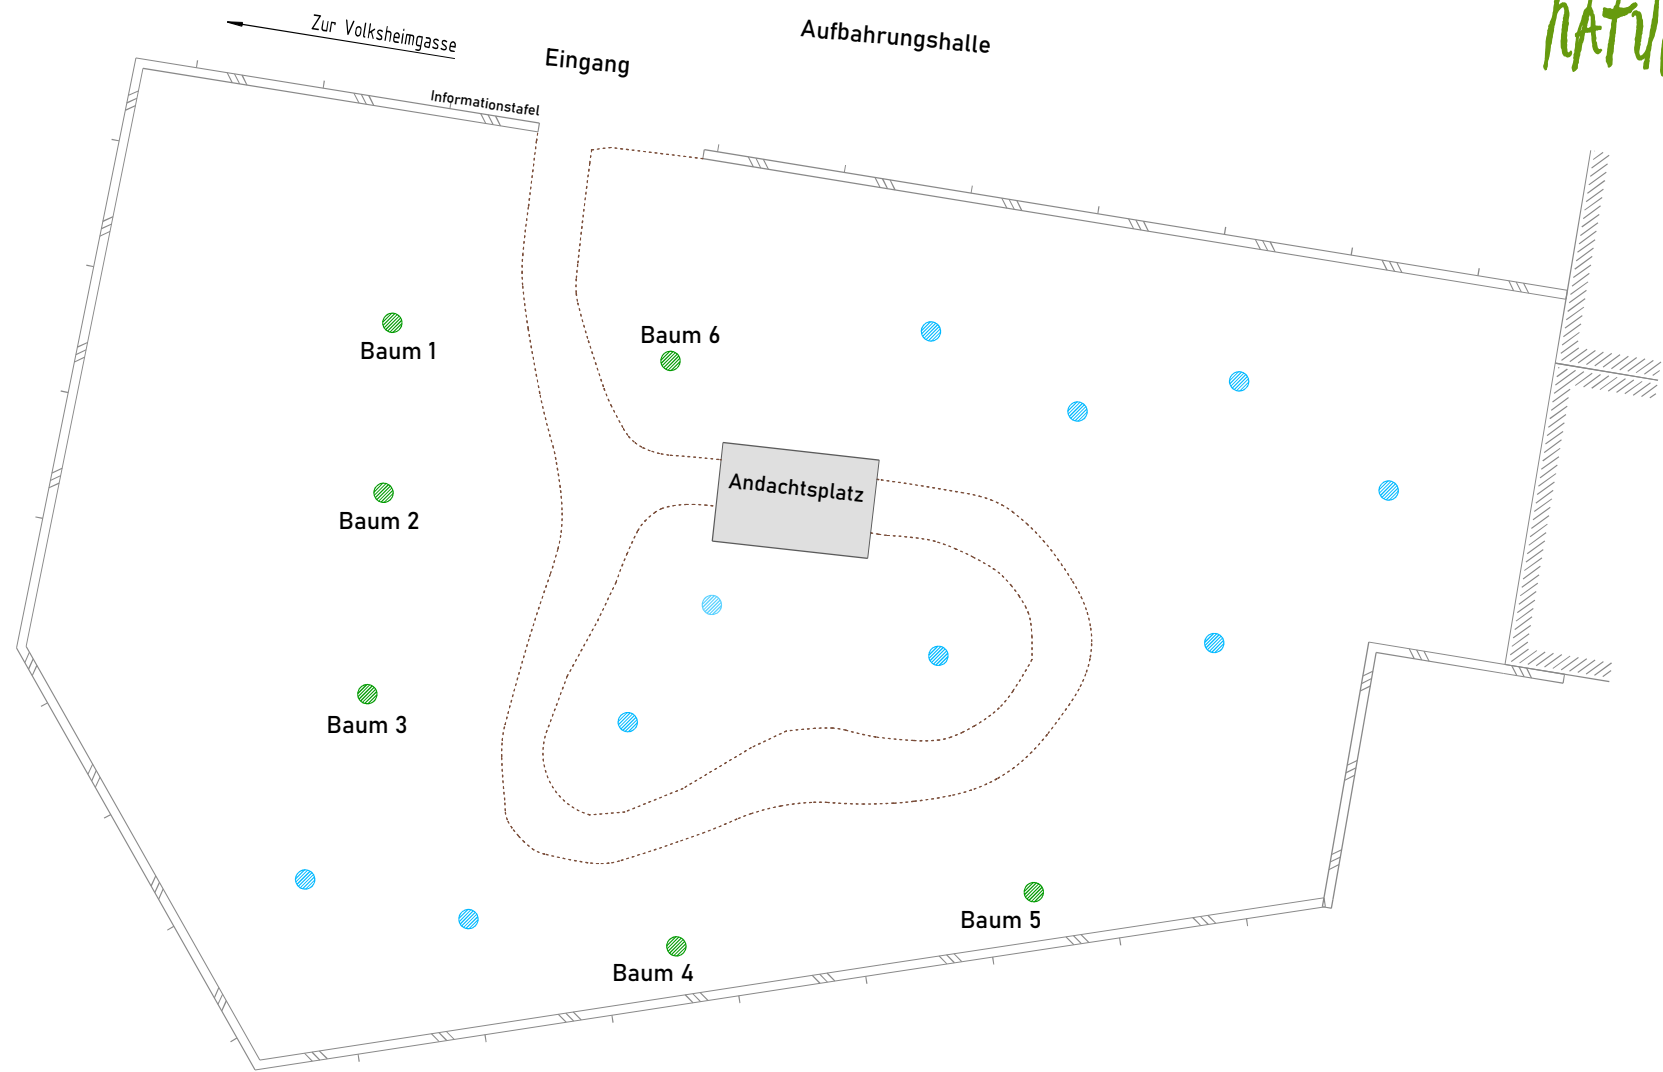 Zur Volksheimgasse
Eingang
Aufbahrungshalle
Informationstafel
Baum 1
Baum 6
Andachtsplatz
Baum 2
Baum 3
Baum 5
Baum 4